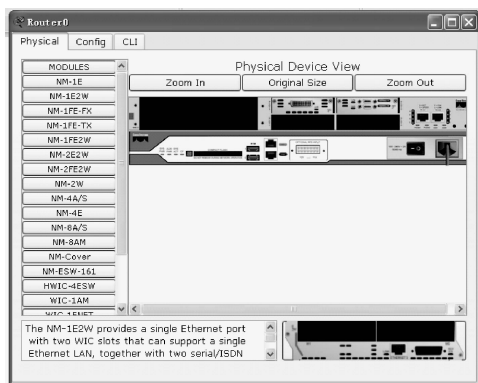 Router0
Physical Config CLI
MODULES
NM-1E
NM-1E2W
NM-1FE-FX
NM-1FE-TX
NM-1FE2W
NM-2E2W
NM-2FE2W
NM-2W
NM-4A/S
NM-4E
NM-8A/S
NM-8AM
NM-Cover
NM-ESW-161
HWIC-4ESW
WIC-1AM
WIC-1ENET
Physical Device View
Zoom In Original Size Zoom Out
The NM-1E2W provides a single Ethernet port
with two WIC slots that can support a single
Ethernet LAN, together with two serial/ISDN